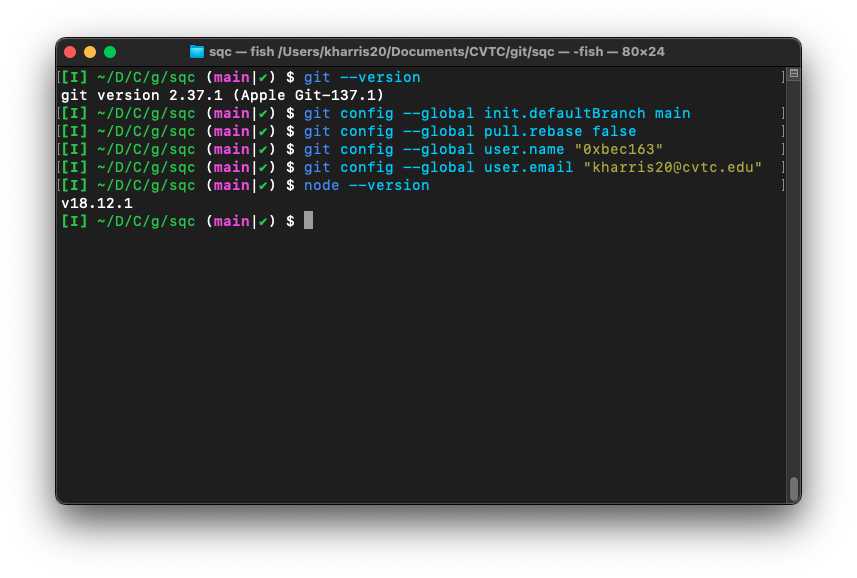 sqc — fish /Users/kharris20/Documents/CVTC/git/sqc — -fish — 80×24
[[I] ~/D/C/g/sqc (main|✔) $ git --version ]
git version 2.37.1 (Apple Git-137.1)
[[I] ~/D/C/g/sqc (main|✔) $ git config --global init.defaultBranch main ]
[[I] ~/D/C/g/sqc (main|✔) $ git config --global pull.rebase false ]
[[I] ~/D/C/g/sqc (main|✔) $ git config --global user.name "0xbec163" ]
[[I] ~/D/C/g/sqc (main|✔) $ git config --global user.email "kharris20@cvtc.edu" ]
[[I] ~/D/C/g/sqc (main|✔) $ node --version ]
v18.12.1
[I] ~/D/C/g/sqc (main|✔) $